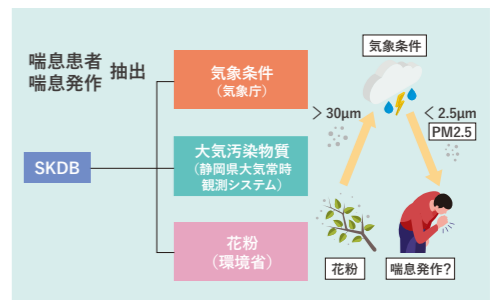 喘息患者
喘息発作 抽出
SKDB
気象条件
（気象庁）
大気汚染物質
（静岡県大気常時
観測システム）
花粉
（環境省）
気象条件
＞30μm
＜2.5μm
PM2.5
花粉
喘息発作?